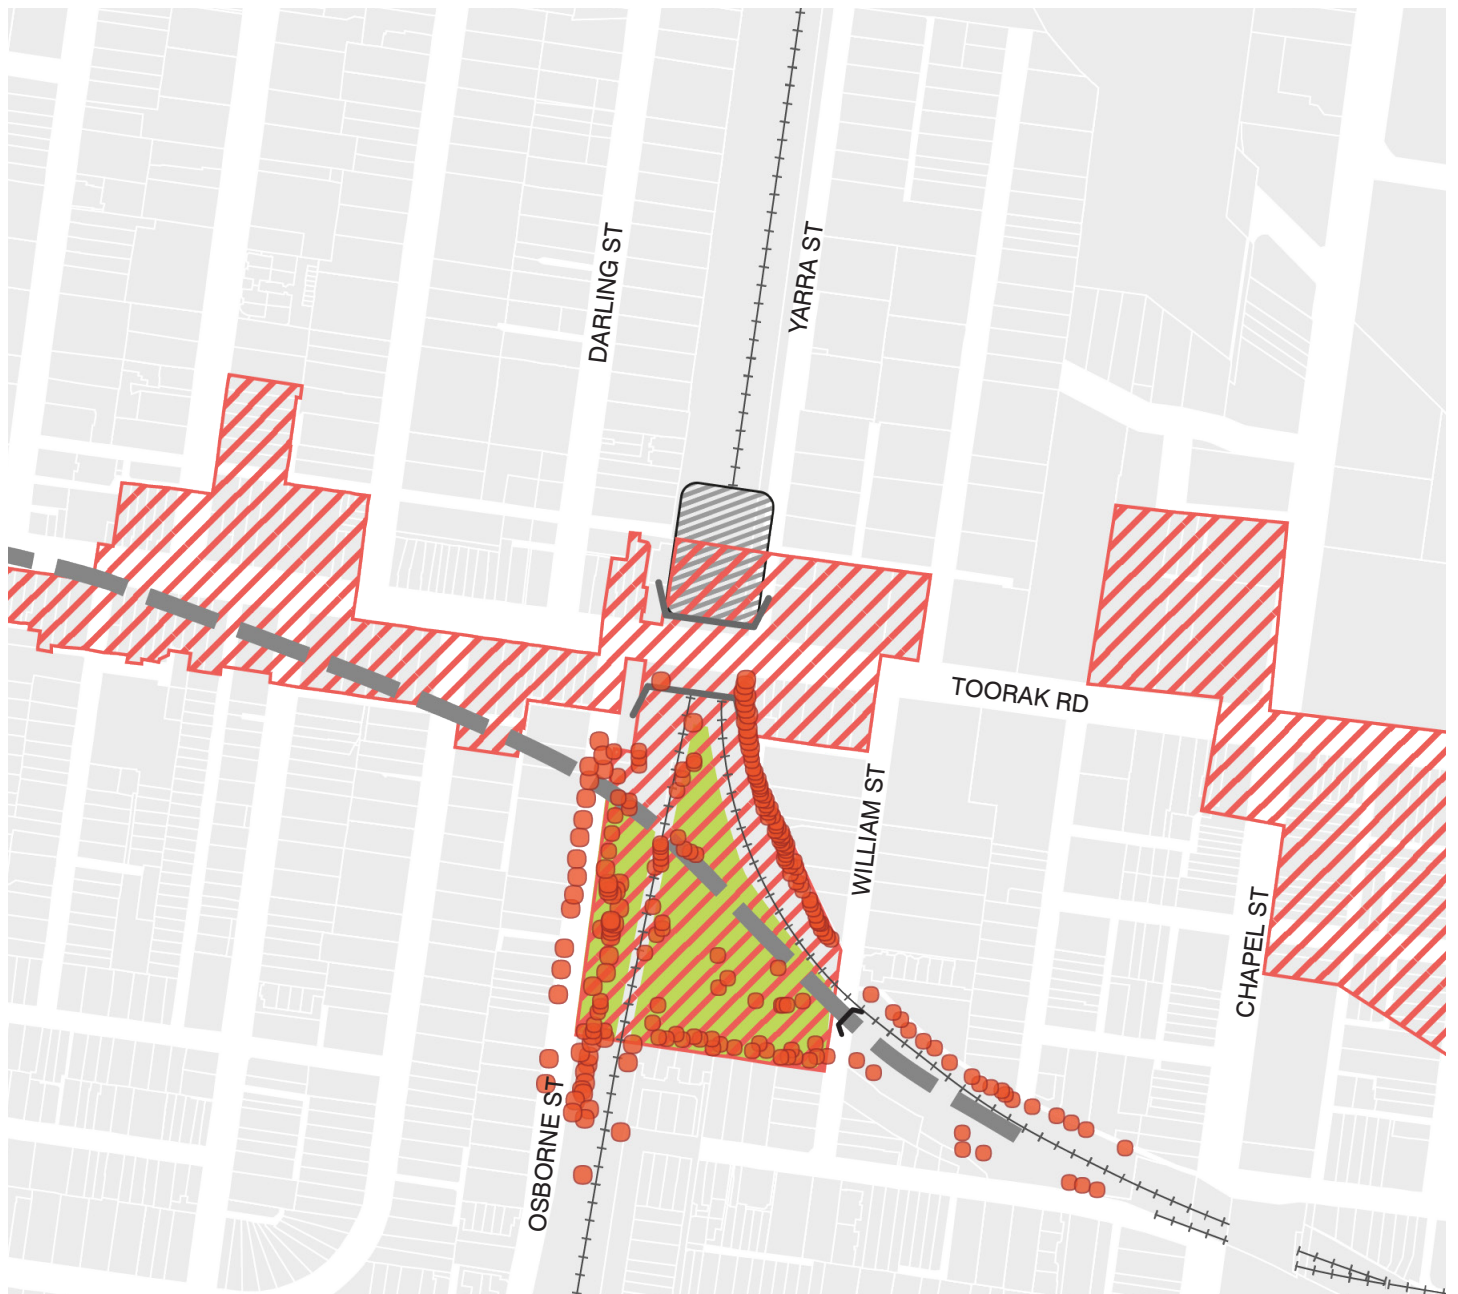 DARLING ST
YARRA ST
TOORAK RD
WILLIAM ST
CHAPEL ST
OSBORNE ST